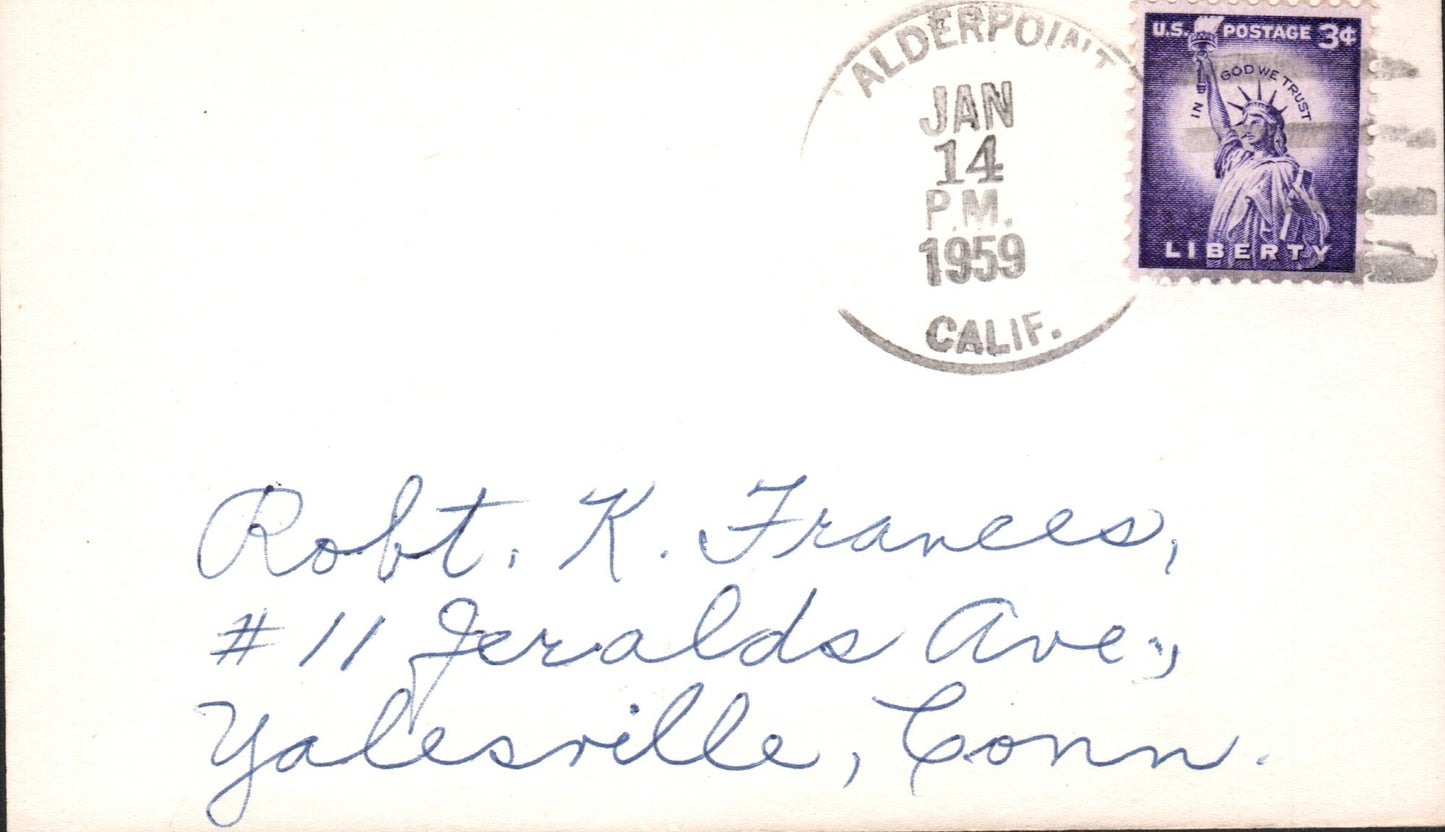 ALDERPOINT
JAN
14
P.M.
1959
CALIF.
U.S. POSTAGE 3¢
IN GOD WE TRUST
LIBERTY
Robt. K. Frances,
#11 Jeralds Ave.,
Yalesville, Conn.